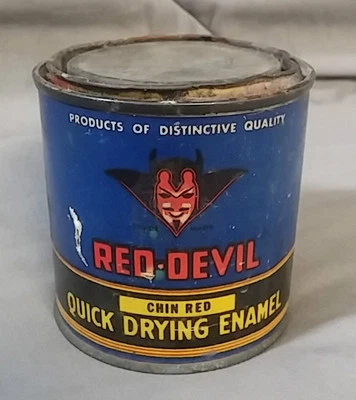 PRODUCTS OF DISTINCTIVE QUALITY
RED·DEVIL
CHIN RED
QUICK DRYING ENAMEL